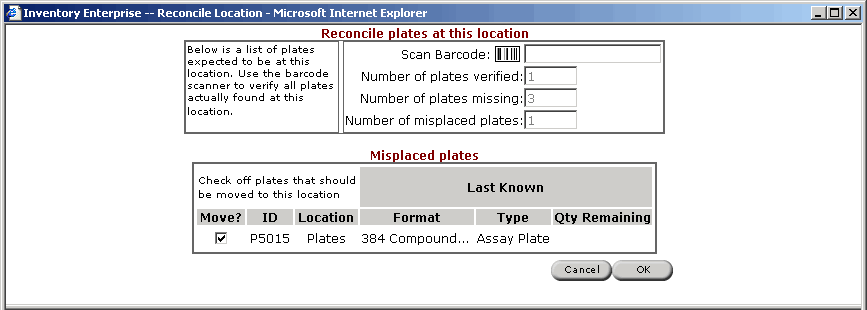 Inventory Enterprise -- Reconcile Location - Microsoft Internet Explorer
Reconcile plates at this location
Below is a list of plates
expected to be at this
location. Use the barcode
scanner to verify all plates
actually found at this
location.
Scan Barcode:
Number of plates verified: 1
Number of plates missing: 3
Number of misplaced plates: 1
Misplaced plates
Check off plates that should
be moved to this location
Last Known
Move? ID Location Format Type Qty Remaining
P5015 Plates 384 Compound... Assay Plate
Cancel OK